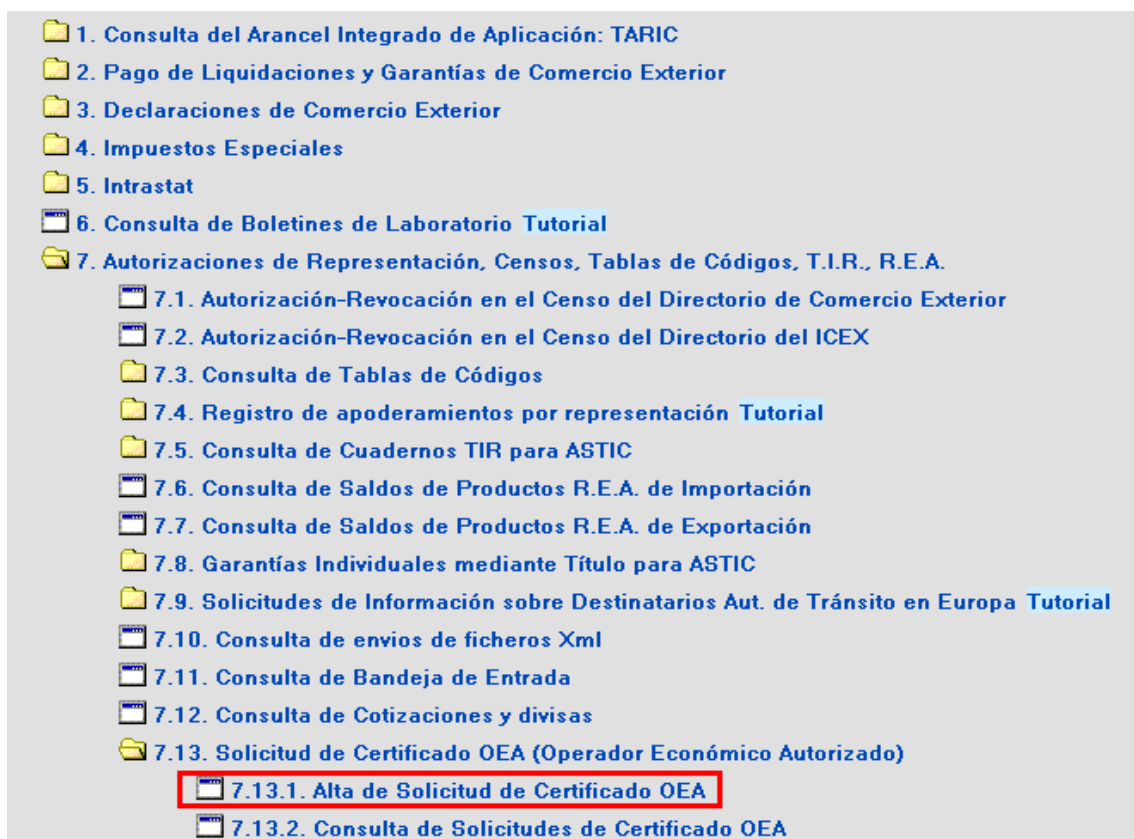 1. Consulta del Arancel Integrado de Aplicación: TARIC
2. Pago de Liquidaciones y Garantías de Comercio Exterior
3. Declaraciones de Comercio Exterior
4. Impuestos Especiales
5. Intrastat
6. Consulta de Boletines de Laboratorio Tutorial
7. Autorizaciones de Representación, Censos, Tablas de Códigos, T.I.R., R.E.A.
7.1. Autorización-Revocación en el Censo del Directorio de Comercio Exterior
7.2. Autorización-Revocación en el Censo del Directorio del ICEX
7.3. Consulta de Tablas de Códigos
7.4. Registro de apoderamientos por representación Tutorial
7.5. Consulta de Cuadernos TIR para ASTIC
7.6. Consulta de Saldos de Productos R.E.A. de Importación
7.7. Consulta de Saldos de Productos R.E.A. de Exportación
7.8. Garantías Individuales mediante Título para ASTIC
7.9. Solicitudes de Información sobre Destinatarios Aut. de Tránsito en Europa Tutorial
7.10. Consulta de envios de ficheros Xml
7.11. Consulta de Bandeja de Entrada
7.12. Consulta de Cotizaciones y divisas
7.13. Solicitud de Certificado OEA (Operador Económico Autorizado)
7.13.1. Alta de Solicitud de Certificado OEA
7.13.2. Consulta de Solicitudes de Certificado OEA